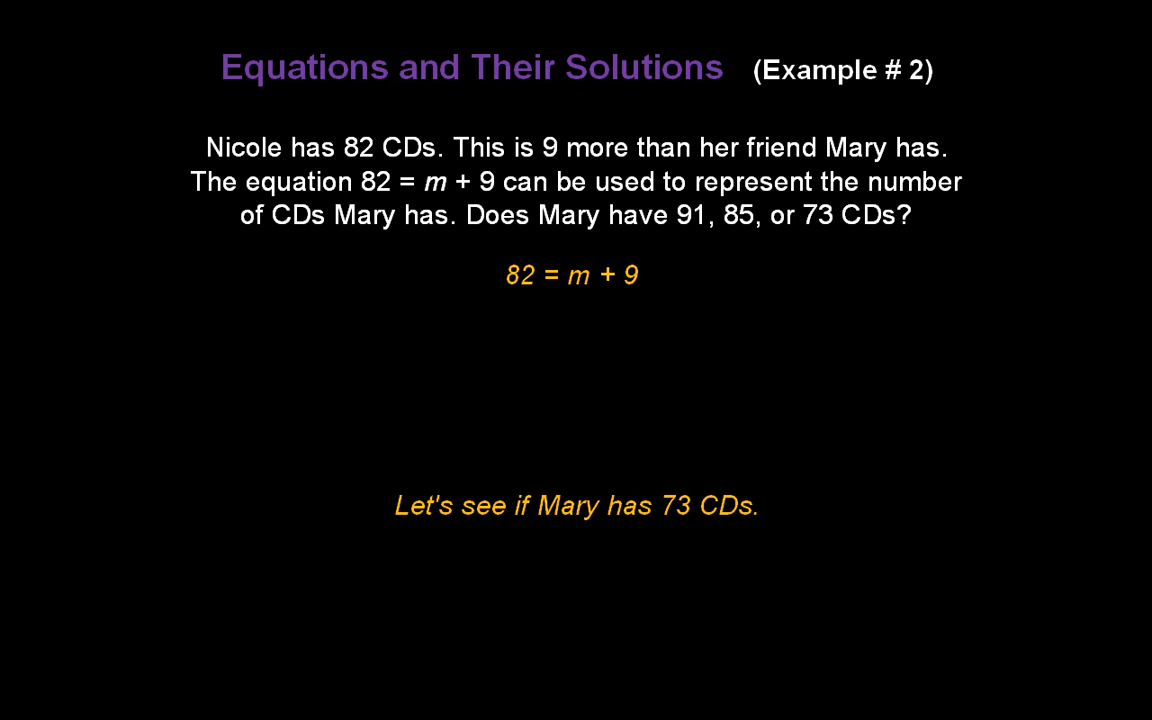 Equations and Their Solutions (Example # 2)
Nicole has 82 CDs. This is 9 more than her friend Mary has.
The equation 82 = m + 9 can be used to represent the number
of CDs Mary has. Does Mary have 91, 85, or 73 CDs?
82 = m + 9
Let's see if Mary has 73 CDs.